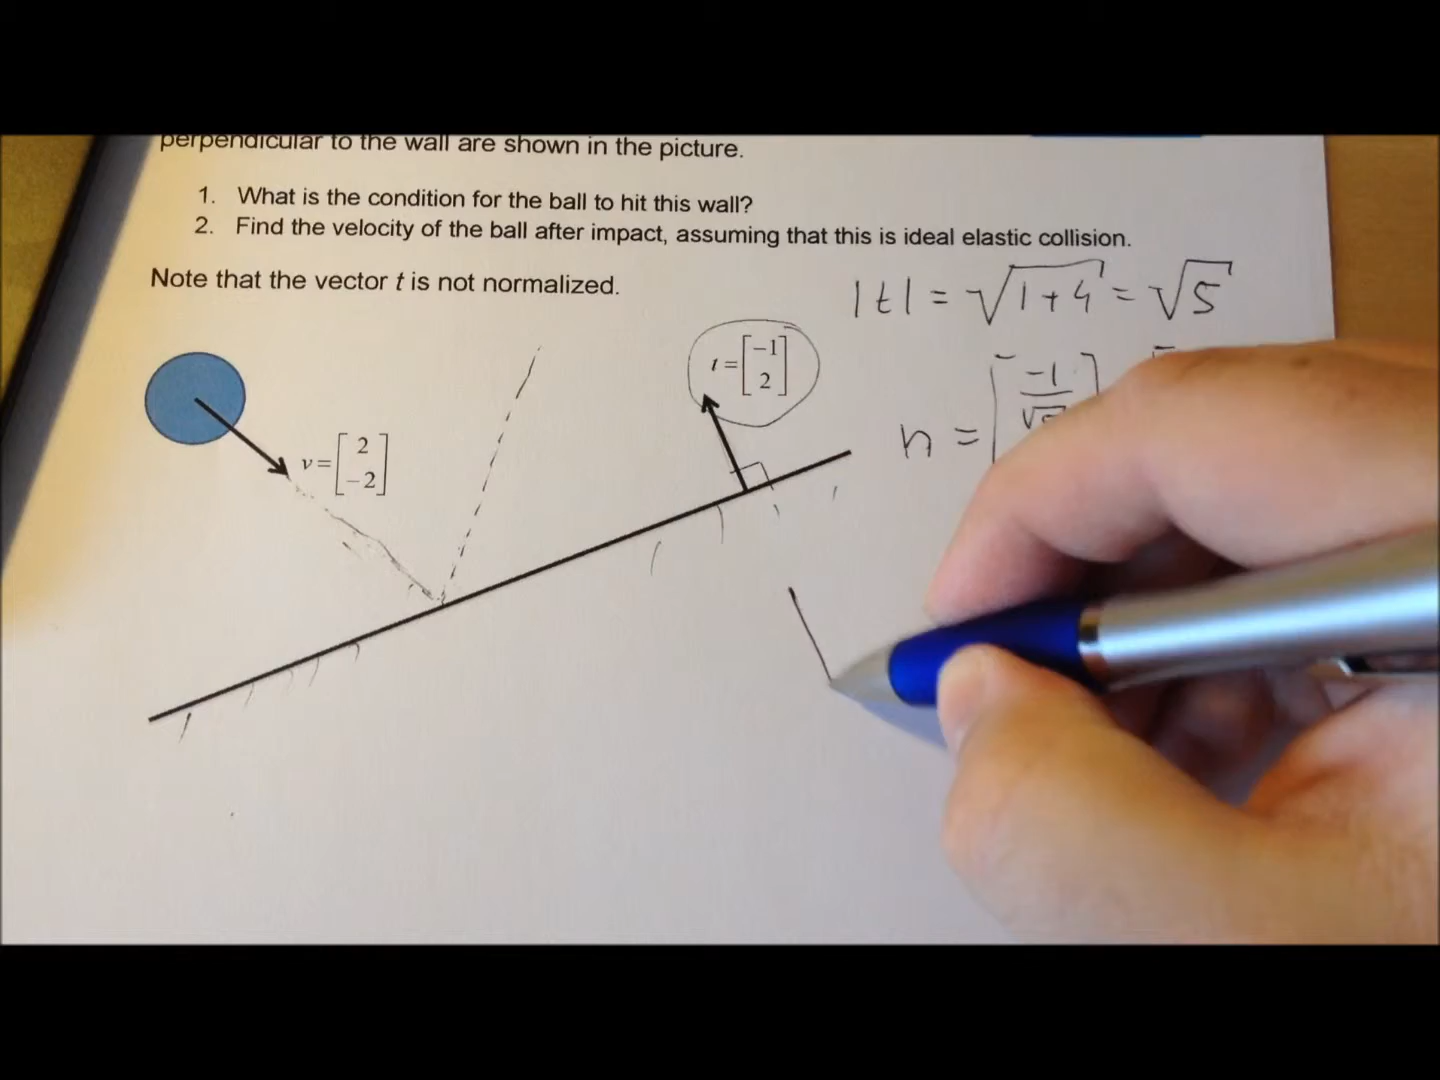 perpendicular to the wall are shown in the picture.
1. What is the condition for the ball to hit this wall?
2. Find the velocity of the ball after impact, assuming that this is ideal elastic collision.
Note that the vector t is not normalized.
|t| = √1+4 = √5
t = [-1 2]
n = [-1
v = [2 -2]